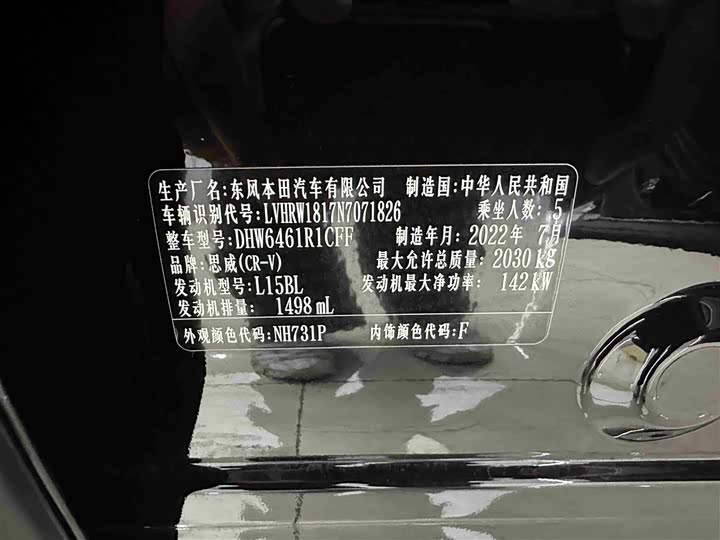 生产厂名:东风本田汽车有限公司 制造国:中华人民共和国
车辆识别代号:LVHRW1817N7071826 乘坐人数: 5
整车型号:DHW6461R1CFF 制造年月:2022年 7月
品牌:思威(CR-V) 最大允许总质量: 2030 kg
发动机型号:L15BL 发动机最大净功率: 142 kW
发动机排量: 1498 mL
外观颜色代码:NH731P 内饰颜色代码:F